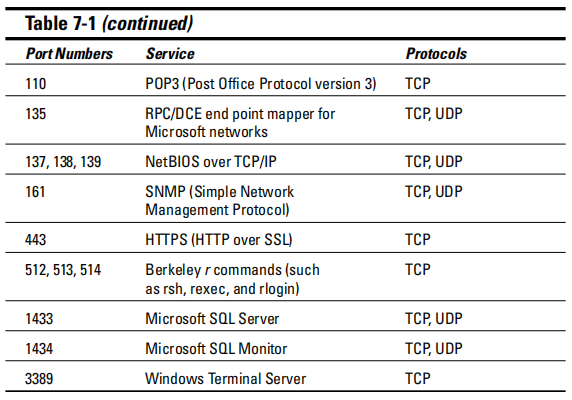 Table 7-1 (continued)
Port Numbers Service Protocols
110 POP3 (Post Office Protocol version 3) TCP
135 RPC/DCE end point mapper for TCP, UDP
Microsoft networks
137, 138, 139 NetBIOS over TCP/IP TCP, UDP
161 SNMP (Simple Network TCP, UDP
Management Protocol)
443 HTTPS (HTTP over SSL) TCP
512, 513, 514 Berkeley r commands (such TCP
as rsh, rexec, and rlogin)
1433 Microsoft SQL Server TCP, UDP
1434 Microsoft SQL Monitor TCP, UDP
3389 Windows Terminal Server TCP